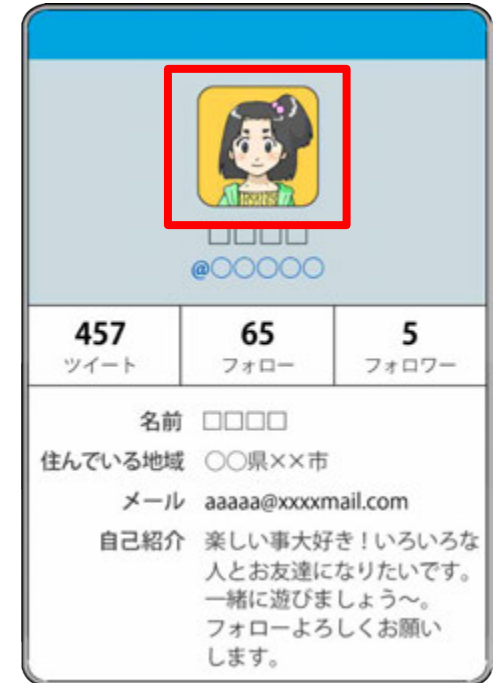 □□□□
@○○○○○
457 65 5
ツイート フォロー フォロワー
名前 □□□□
住んでいる地域 ○○県××市
メール aaaaa@xxxxmail.com
自己紹介 楽しい事大好き！いろいろな
人とお友達になりたいです。
一緒に遊びましょう〜。
フォローよろしくお願い
します。